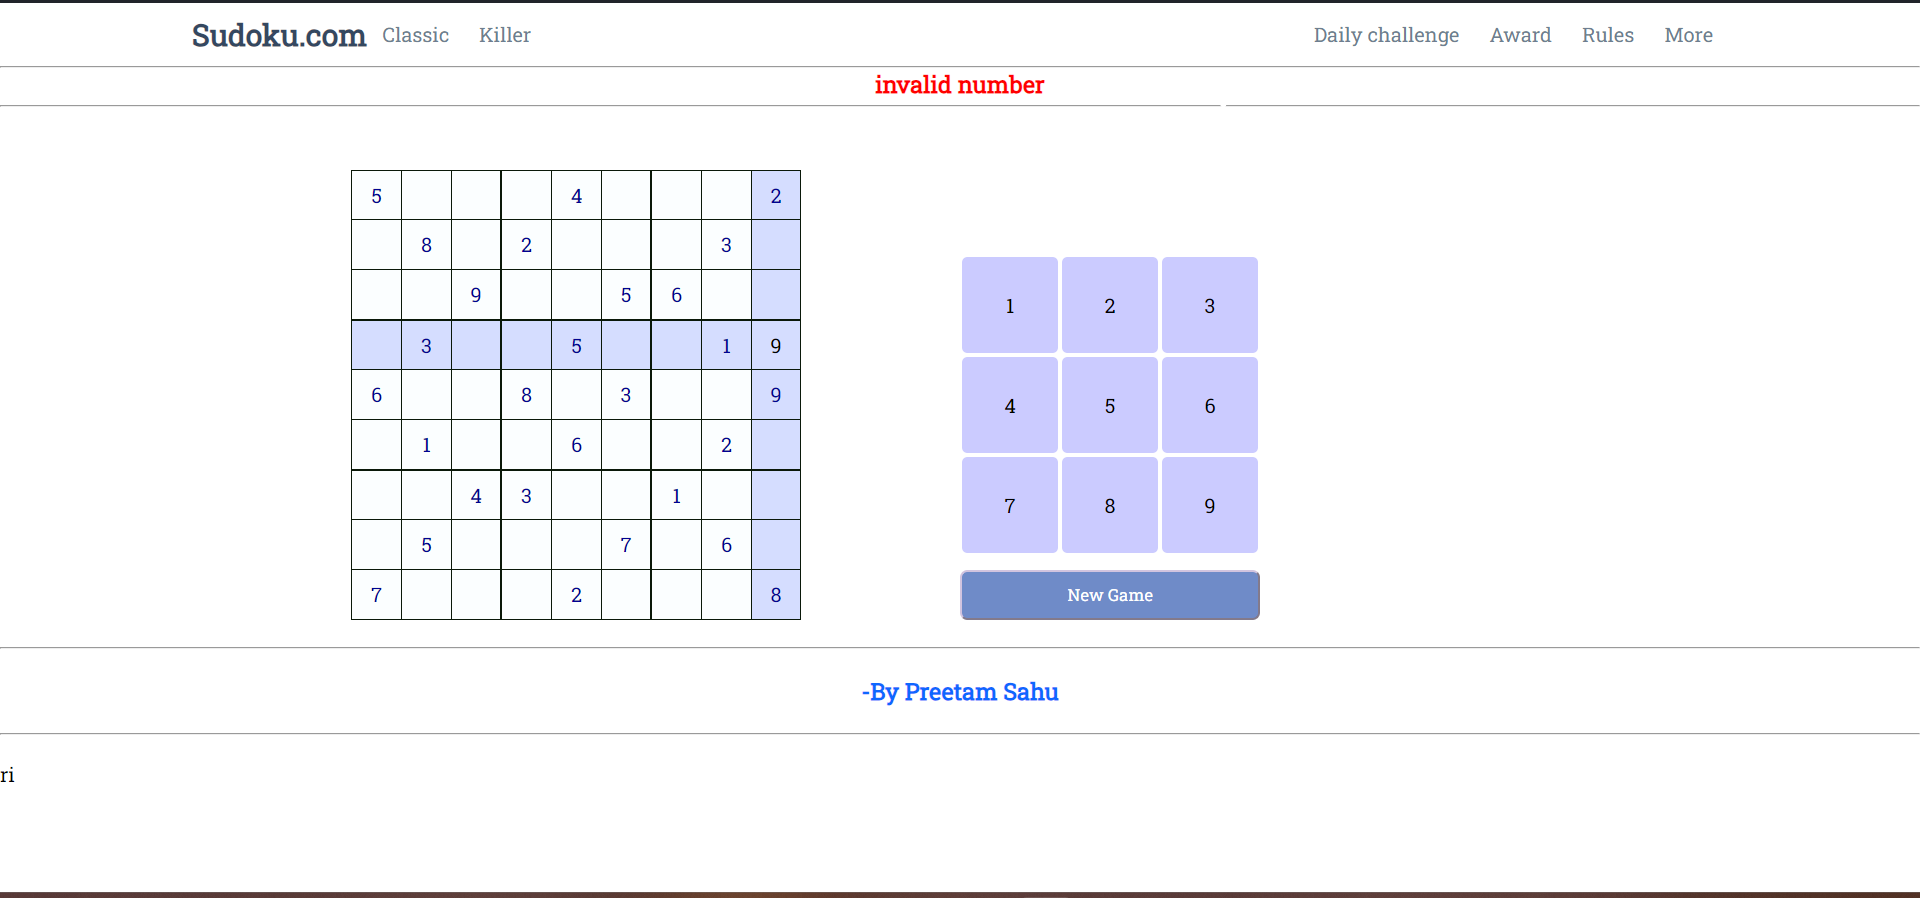 Sudoku.com Classic Killer Daily challenge Award Rules More
invalid number
5 4 2
8 2 3
9 5 6
3 5 1 9
6 8 3 9
1 6 2
4 3 1
5 7 6
7 2 8
1 2 3
4 5 6
7 8 9
New Game
-By Preetam Sahu
ri